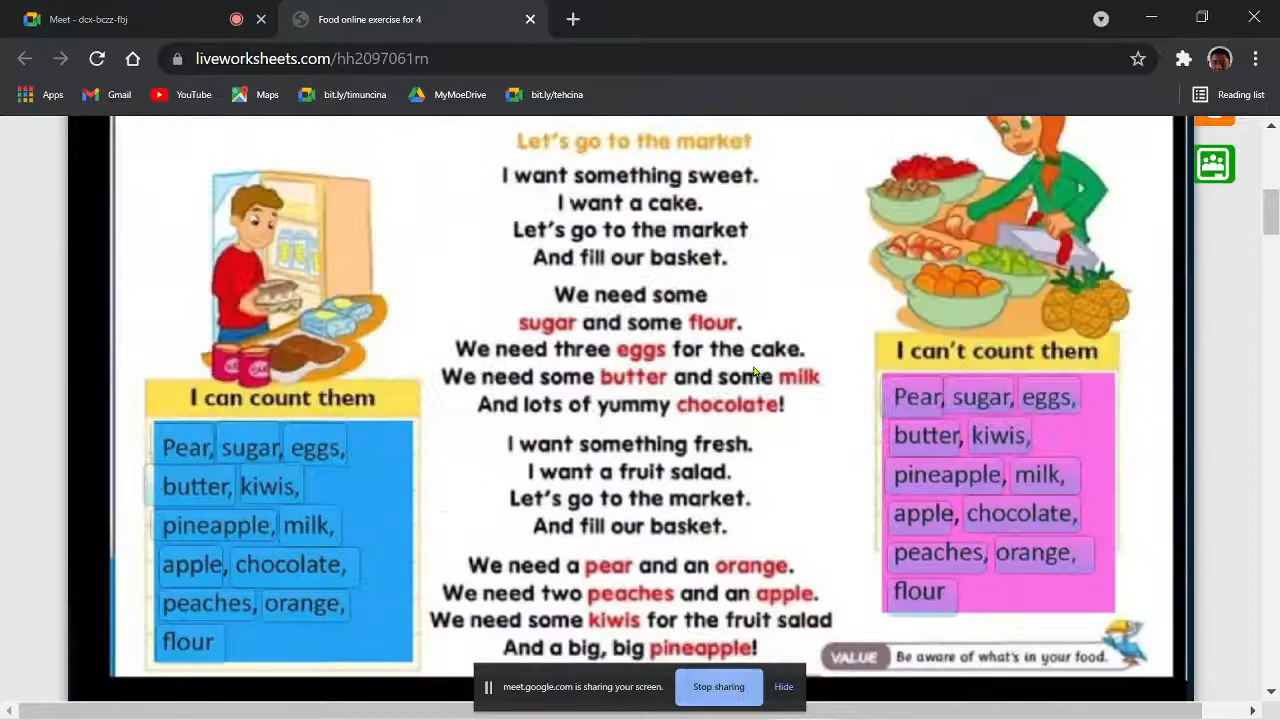 Meet - dcx-bczz-fbj
Food online exercise for 4
liveworksheets.com/hh2097061rn
Apps
Gmail
YouTube
Maps
bit.ly/timuncina
MyMoeDrive
bit.ly/tehcina
Reading list
Let's go to the market
I want something sweet.
I want a cake.
Let's go to the market
And fill our basket.
We need some
sugar and some flour.
We need three eggs for the cake.
We need some butter and some milk
And lots of yummy chocolate!
I want something fresh.
I want a fruit salad.
Let's go to the market.
And fill our basket.
We need a pear and an orange.
We need two peaches and an apple.
We need some kiwis for the fruit salad
And a big, big pineapple!
I can count them
Pear, sugar, eggs,
butter, kiwis,
pineapple, milk,
apple, chocolate,
peaches, orange,
flour
I can't count them
Pear, sugar, eggs,
butter, kiwis,
pineapple, milk,
apple, chocolate,
peaches, orange,
flour
VALUE Be aware of what's in your food.
meet.google.com is sharing your screen.
Stop sharing
Hide